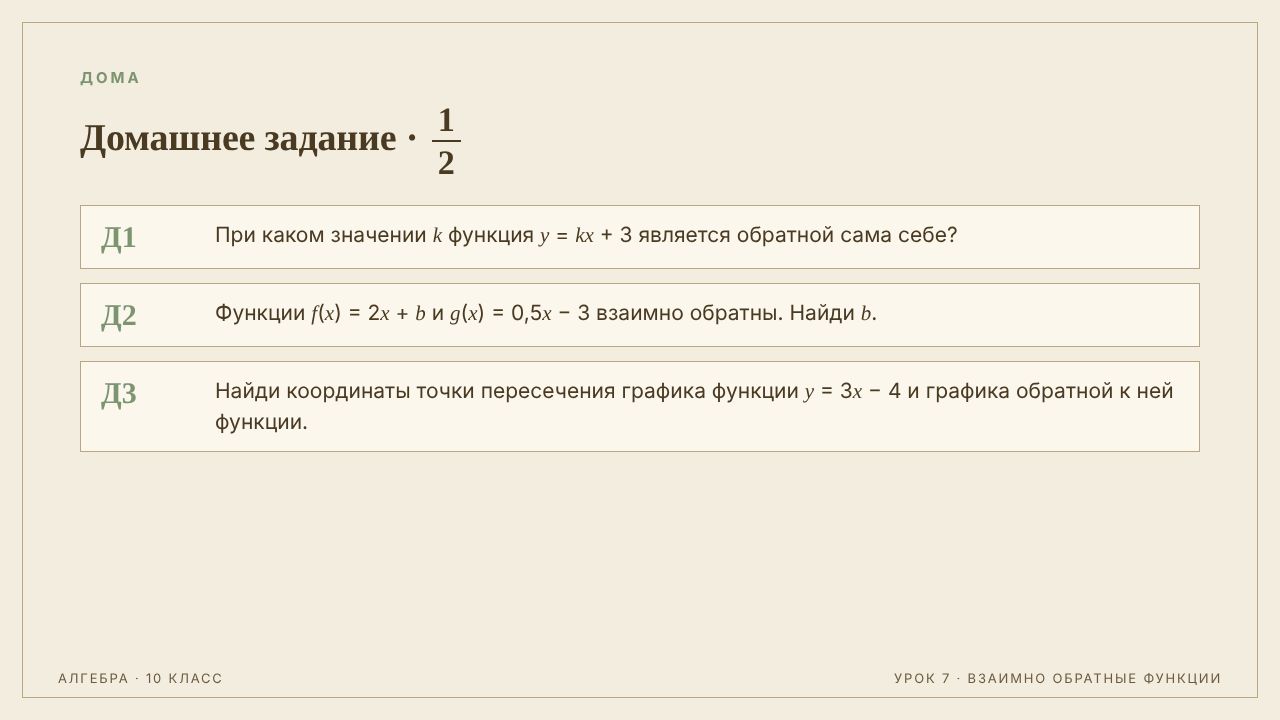 ДОМА
Домашнее задание · 1/2
Д1 При каком значении k функция y = kx + 3 является обратной сама себе?
Д2 Функции f(x) = 2x + b и g(x) = 0,5x − 3 взаимно обратны. Найди b.
Д3 Найди координаты точки пересечения графика функции y = 3x − 4 и графика обратной к ней
функции.
АЛГЕБРА · 10 КЛАСС
УРОК 7 · ВЗАИМНО ОБРАТНЫЕ ФУНКЦИИ